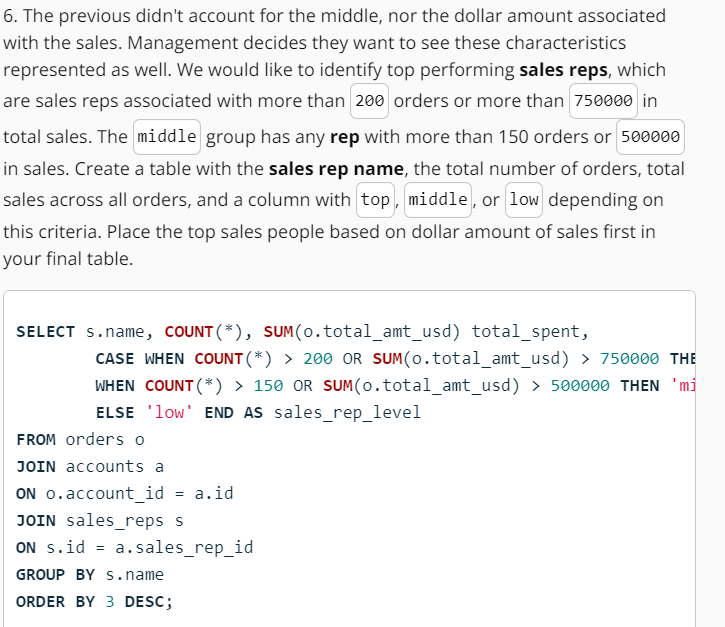 6. The previous didn't account for the middle, nor the dollar amount associated
with the sales. Management decides they want to see these characteristics
represented as well. We would like to identify top performing sales reps, which
are sales reps associated with more than 200 orders or more than 750000 in
total sales. The middle group has any rep with more than 150 orders or 500000
in sales. Create a table with the sales rep name, the total number of orders, total
sales across all orders, and a column with top, middle, or low depending on
this criteria. Place the top sales people based on dollar amount of sales first in
your final table.
SELECT s.name, COUNT(*), SUM(o.total_amt_usd) total_spent,
CASE WHEN COUNT(*) > 200 OR SUM(o.total_amt_usd) > 750000 THE
WHEN COUNT(*) > 150 OR SUM(o.total_amt_usd) > 500000 THEN 'mi
ELSE 'low' END AS sales_rep_level
FROM orders o
JOIN accounts a
ON o.account_id = a.id
JOIN sales_reps s
ON s.id = a.sales_rep_id
GROUP BY s.name
ORDER BY 3 DESC;